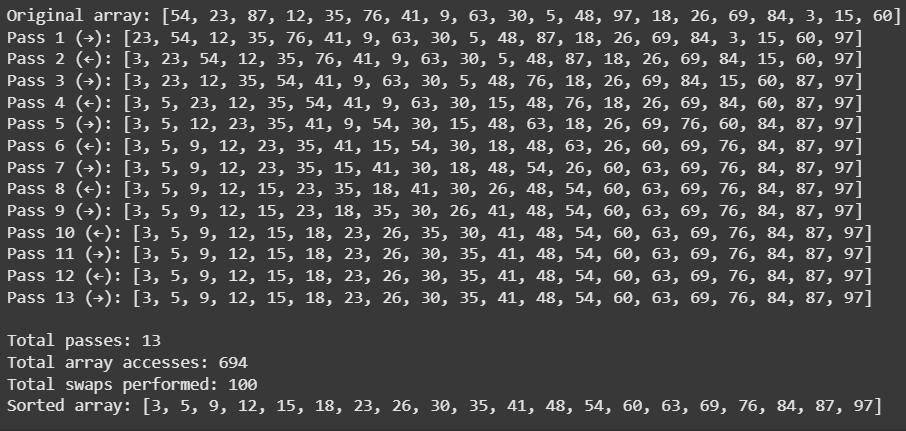 Original array: [54, 23, 87, 12, 35, 76, 41, 9, 63, 30, 5, 48, 97, 18, 26, 69, 84, 3, 15, 60]
Pass 1 (→): [23, 54, 12, 35, 76, 41, 9, 63, 30, 5, 48, 87, 18, 26, 69, 84, 3, 15, 60, 97]
Pass 2 (←): [3, 23, 54, 12, 35, 76, 41, 9, 63, 30, 5, 48, 87, 18, 26, 69, 84, 15, 60, 97]
Pass 3 (→): [3, 23, 12, 35, 54, 41, 9, 63, 30, 5, 48, 76, 18, 26, 69, 84, 15, 60, 87, 97]
Pass 4 (←): [3, 5, 23, 12, 35, 54, 41, 9, 63, 30, 15, 48, 76, 18, 26, 69, 84, 60, 87, 97]
Pass 5 (→): [3, 5, 12, 23, 35, 41, 9, 54, 30, 15, 48, 63, 18, 26, 69, 76, 60, 84, 87, 97]
Pass 6 (←): [3, 5, 9, 12, 23, 35, 41, 15, 54, 30, 18, 48, 63, 26, 60, 69, 76, 84, 87, 97]
Pass 7 (→): [3, 5, 9, 12, 23, 35, 15, 41, 30, 18, 48, 54, 26, 60, 63, 69, 76, 84, 87, 97]
Pass 8 (←): [3, 5, 9, 12, 15, 23, 35, 18, 41, 30, 26, 48, 54, 60, 63, 69, 76, 84, 87, 97]
Pass 9 (→): [3, 5, 9, 12, 15, 23, 18, 35, 30, 26, 41, 48, 54, 60, 63, 69, 76, 84, 87, 97]
Pass 10 (←): [3, 5, 9, 12, 15, 18, 23, 26, 35, 30, 41, 48, 54, 60, 63, 69, 76, 84, 87, 97]
Pass 11 (→): [3, 5, 9, 12, 15, 18, 23, 26, 30, 35, 41, 48, 54, 60, 63, 69, 76, 84, 87, 97]
Pass 12 (←): [3, 5, 9, 12, 15, 18, 23, 26, 30, 35, 41, 48, 54, 60, 63, 69, 76, 84, 87, 97]
Pass 13 (→): [3, 5, 9, 12, 15, 18, 23, 26, 30, 35, 41, 48, 54, 60, 63, 69, 76, 84, 87, 97]
Total passes: 13
Total array accesses: 694
Total swaps performed: 100
Sorted array: [3, 5, 9, 12, 15, 18, 23, 26, 30, 35, 41, 48, 54, 60, 63, 69, 76, 84, 87, 97]